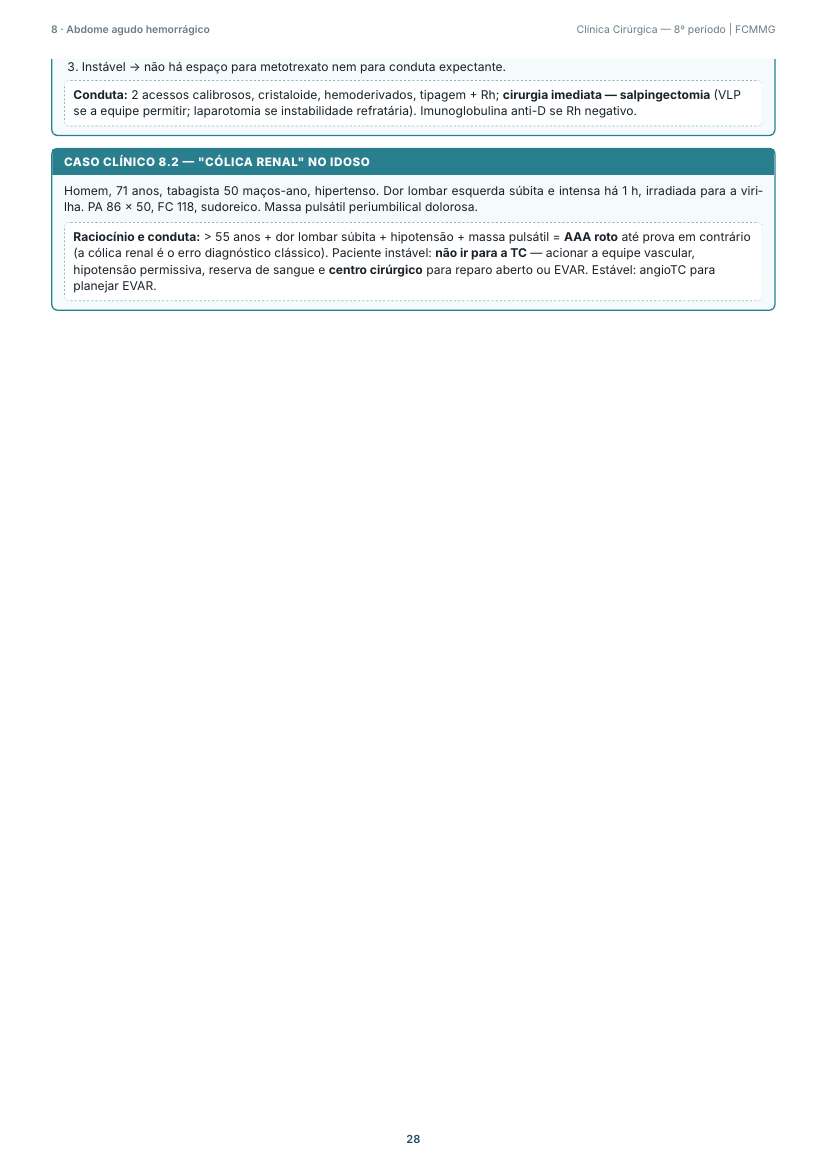 8 · Abdome agudo hemorrágico
Clínica Cirúrgica — 8º período | FCMMG
3. Instável → não há espaço para metotrexato nem para conduta expectante.
Conduta: 2 acessos calibrosos, cristaloide, hemoderivados, tipagem + Rh; cirurgia imediata — salpingectomia (VLP
se a equipe permitir; laparotomia se instabilidade refratária). Imunoglobulina anti-D se Rh negativo.
CASO CLÍNICO 8.2 — "CÓLICA RENAL" NO IDOSO
Homem, 71 anos, tabagista 50 maços-ano, hipertenso. Dor lombar esquerda súbita e intensa há 1 h, irradiada para a viri-
lha. PA 86 × 50, FC 118, sudoreico. Massa pulsátil periumbilical dolorosa.
Raciocínio e conduta: > 55 anos + dor lombar súbita + hipotensão + massa pulsátil = AAA roto até prova em contrário
(a cólica renal é o erro diagnóstico clássico). Paciente instável: não ir para a TC — acionar a equipe vascular,
hipotensão permissiva, reserva de sangue e centro cirúrgico para reparo aberto ou EVAR. Estável: angioTC para
planejar EVAR.
28